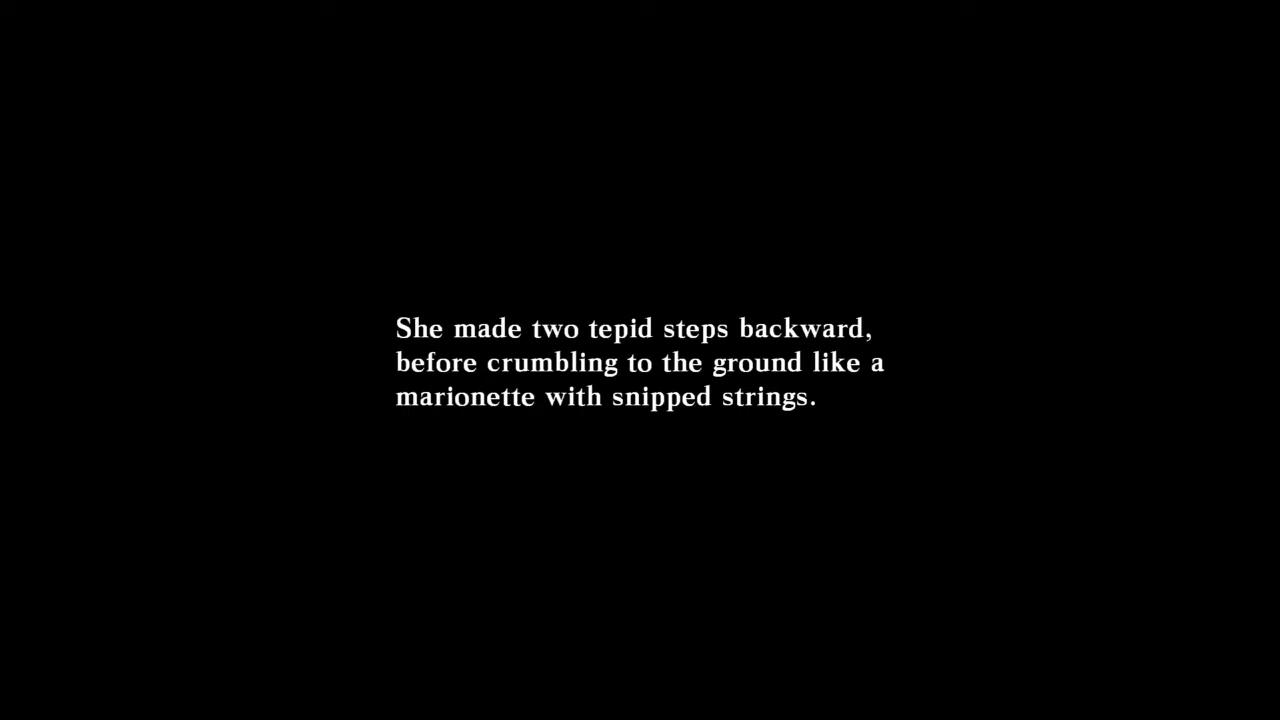 She made two tepid steps backward,
before crumbling to the ground like a
marionette with snipped strings.